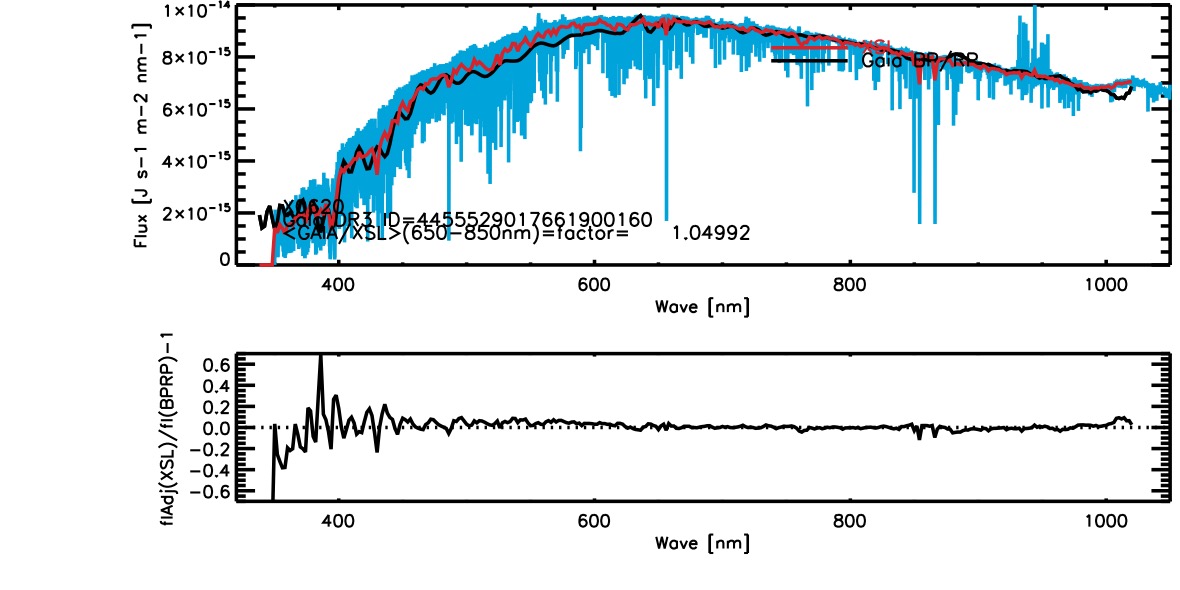 1×10−14
8×10−15
6×10−15
4×10−15
2×10−15
0
Flux [J s−1 m−2 nm−1]
XSL
Gaia BP/RP
X0620
Gaia DR3 ID=4455529017661900160
<GAIA/XSL>(650−850nm)=factor= 1.04992
400 600 800 1000
Wave [nm]
0.6
0.4
0.2
0.0
−0.2
−0.4
−0.6
flAdj(XSL)/fl(BPRP)−1
400 600 800 1000
Wave [nm]